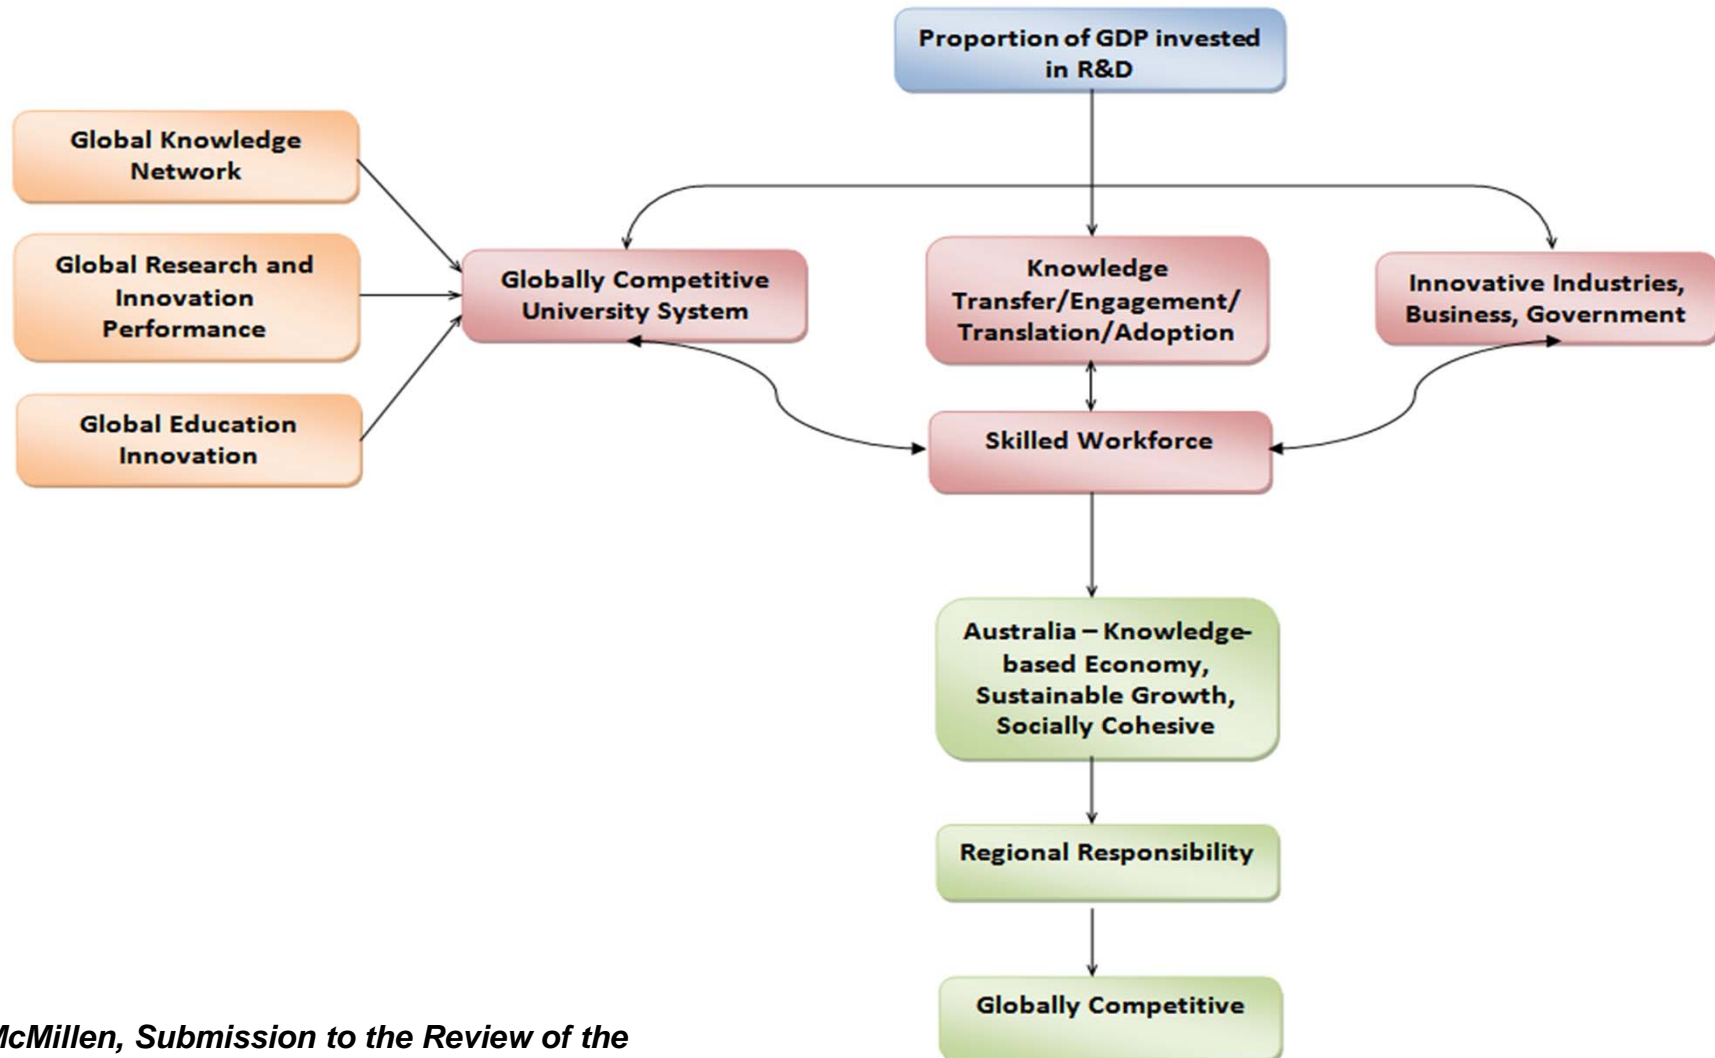 Proportion of GDP invested
in R&D
Global Knowledge
Network
Global Research and
Innovation
Performance
Global Education
Innovation
Globally Competitive
University System
Knowledge
Transfer/Engagement/
Translation/Adoption
Innovative Industries,
Business, Government
Skilled Workforce
Australia – Knowledge-
based Economy,
Sustainable Growth,
Socially Cohesive
Regional Responsibility
Globally Competitive
McMillen, Submission to the Review of the